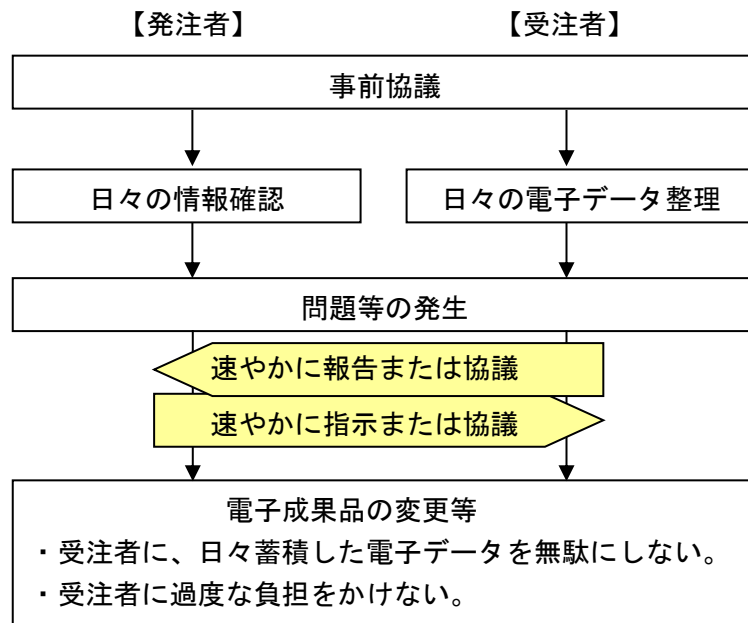 【発注者】 【受注者】
事前協議
日々の情報確認 日々の電子データ整理
問題等の発生
速やかに報告または協議
速やかに指示または協議
電子成果品の変更等
・受注者に、日々蓄積した電子データを無駄にしない。
・受注者に過度な負担をかけない。